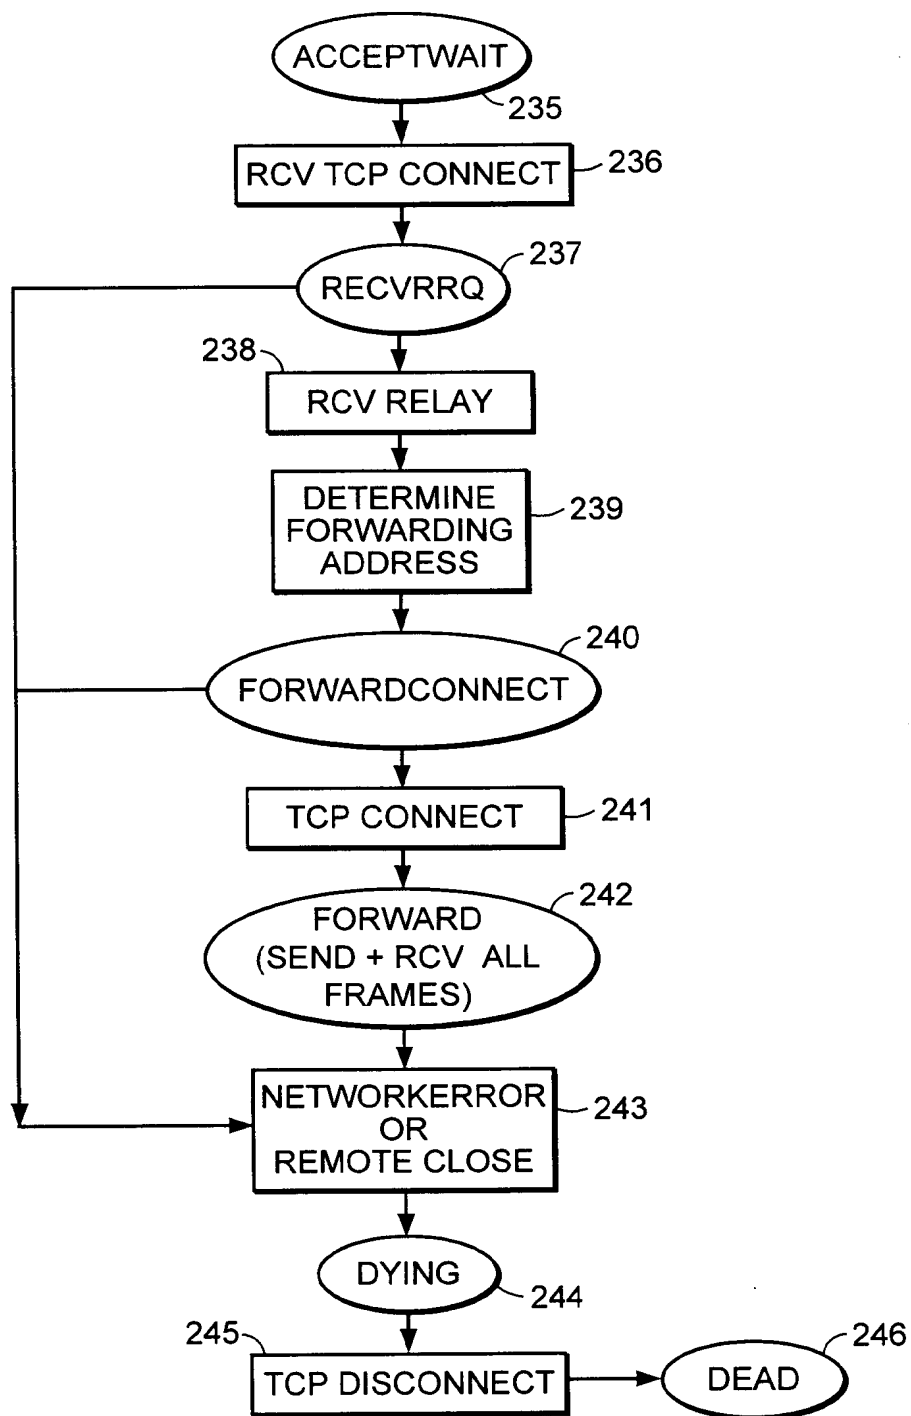 ACCEPTWAIT
235
RCV TCP CONNECT
236
RECVRRQ
237
238
RCV RELAY
DETERMINE
FORWARDING
ADDRESS
239
FORWARDCONNECT
240
TCP CONNECT
241
FORWARD
(SEND + RCV ALL
FRAMES)
242
NETWORKERROR
OR
REMOTE CLOSE
243
DYING
244
245
TCP DISCONNECT
DEAD
246